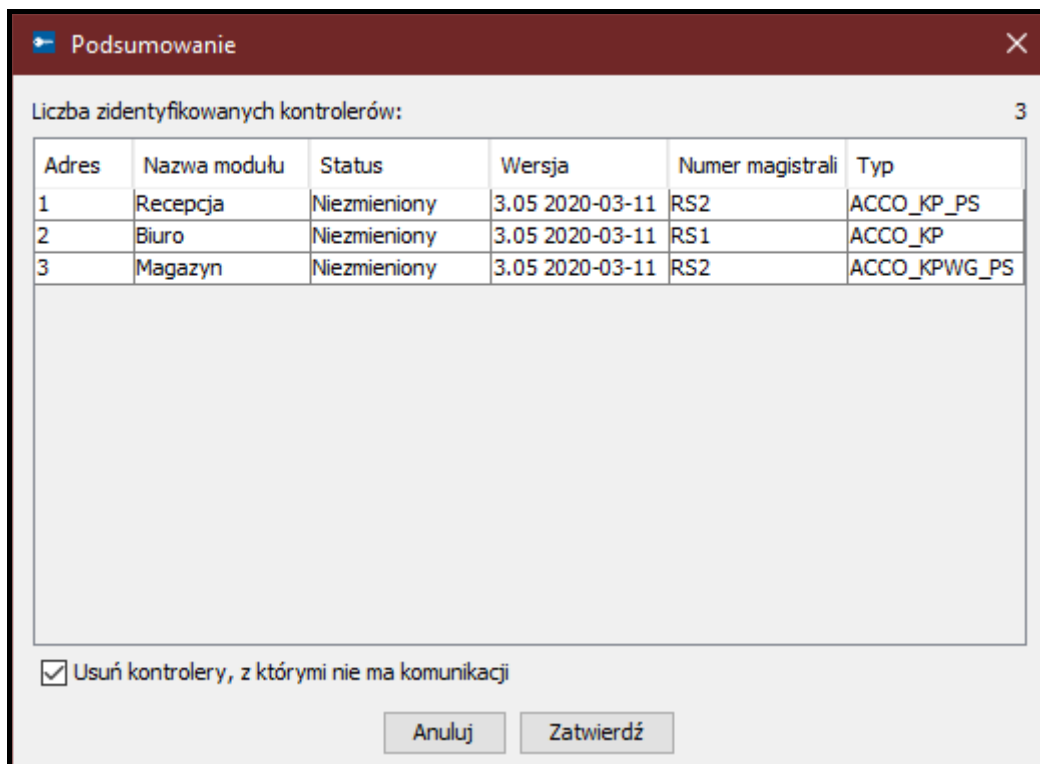 Podsumowanie
Liczba zidentyfikowanych kontrolerów: 3
Adres Nazwa modułu Status Wersja Numer magistrali Typ
1 Recepcja Niezmieniony 3.05 2020-03-11 RS2 ACCO_KP_PS
2 Biuro Niezmieniony 3.05 2020-03-11 RS1 ACCO_KP
3 Magazyn Niezmieniony 3.05 2020-03-11 RS2 ACCO_KPWG_PS
Usuń kontrolery, z którymi nie ma komunikacji
Anuluj Zatwierdź